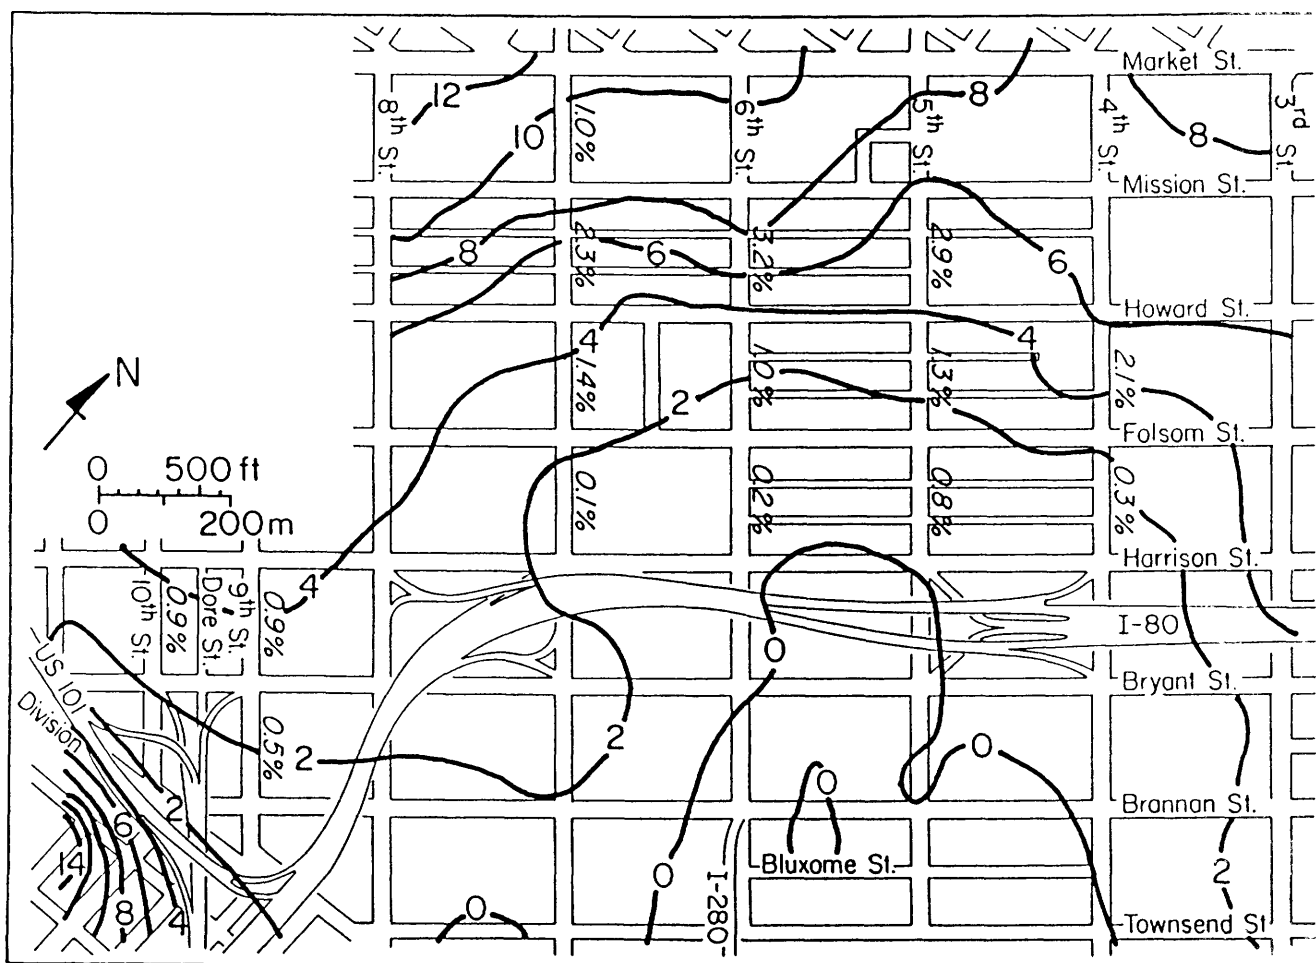 Market St.
12
8th St.
10
1.0%
6th St.
5th St.
8
4th St.
8
3rd St.
Mission St.
8
2.3%
6
3.2%
2.9%
6
Howard St.
4
1.4%
1.0%
1.3%
4
2.1%
N
2
Folsom St.
0 500 ft
0 200m
0.1%
0.2%
0.8%
0.3%
Harrison St.
10th St.
0.9%
Dore St.
9th St.
0.9%
4
I-80
US 101
Division
0
Bryant St.
0.5%
2
2
0
0
2
Brannan St.
6
14
8
4
0
0
I-280
Bluxome St.
2
Townsend St